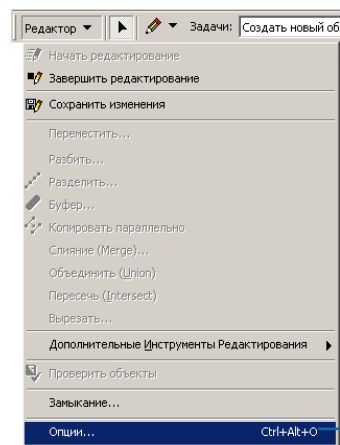 Редактор Задачи: Создать новый об
Начать редактирование
Завершить редактирование
Сохранить изменения
Переместить...
Разбить...
Разделить...
Буфер...
Копировать параллельно
Слияние (Merge)...
Объединить (Union)
Пересечь (Intersect)
Вырезать...
Дополнительные Инструменты Редактирования
Проверить объекты
Замыкание...
Опции... Ctrl+Alt+O